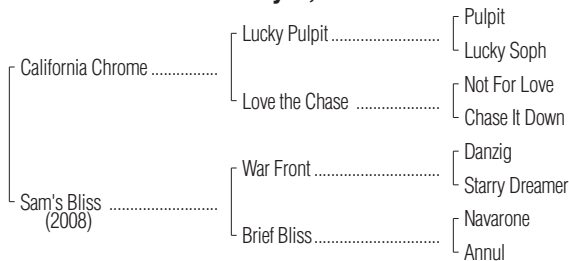 Pulpit
Lucky Pulpit
Lucky Soph
California Chrome
Not For Love
Love the Chase
Chase It Down
Danzig
War Front
Starry Dreamer
Sam's Bliss
(2008)
Navarone
Brief Bliss
Annul